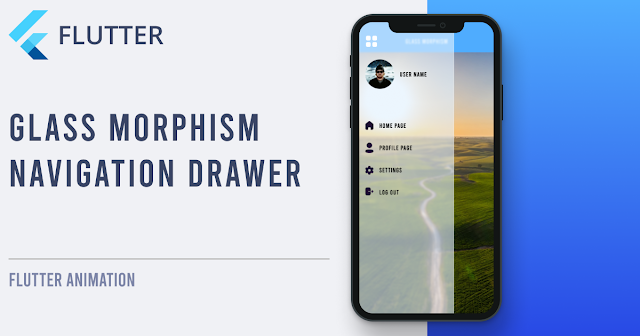 FLUTTER
GLASS MORPHISM
NAVIGATION DRAWER
FLUTTER ANIMATION
GLASS MORPHISM
USER NAME
HOME PAGE
PROFILE PAGE
SETTINGS
LOG OUT